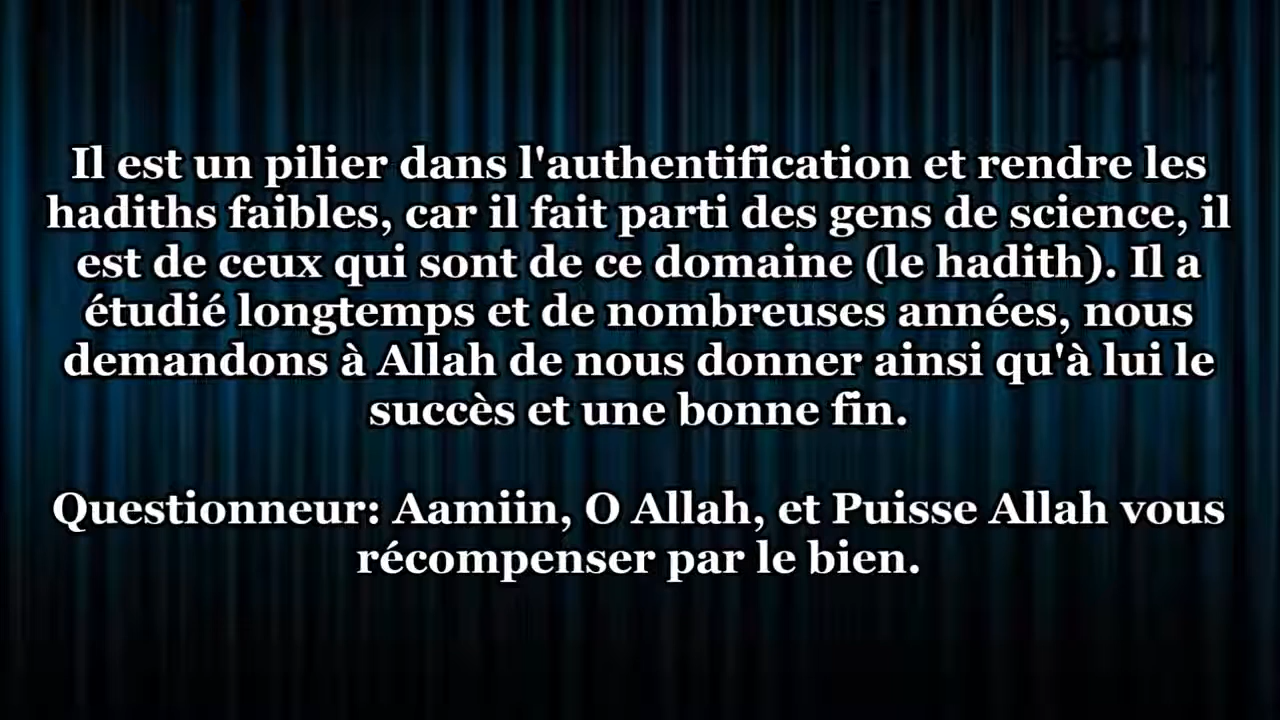 Il est un pilier dans l'authentification et rendre les
hadiths faibles, car il fait parti des gens de science, il
est de ceux qui sont de ce domaine (le hadith). Il a
étudié longtemps et de nombreuses années, nous
demandons à Allah de nous donner ainsi qu'à lui le
succès et une bonne fin.
Questionneur: Aamiin, O Allah, et Puisse Allah vous
récompenser par le bien.